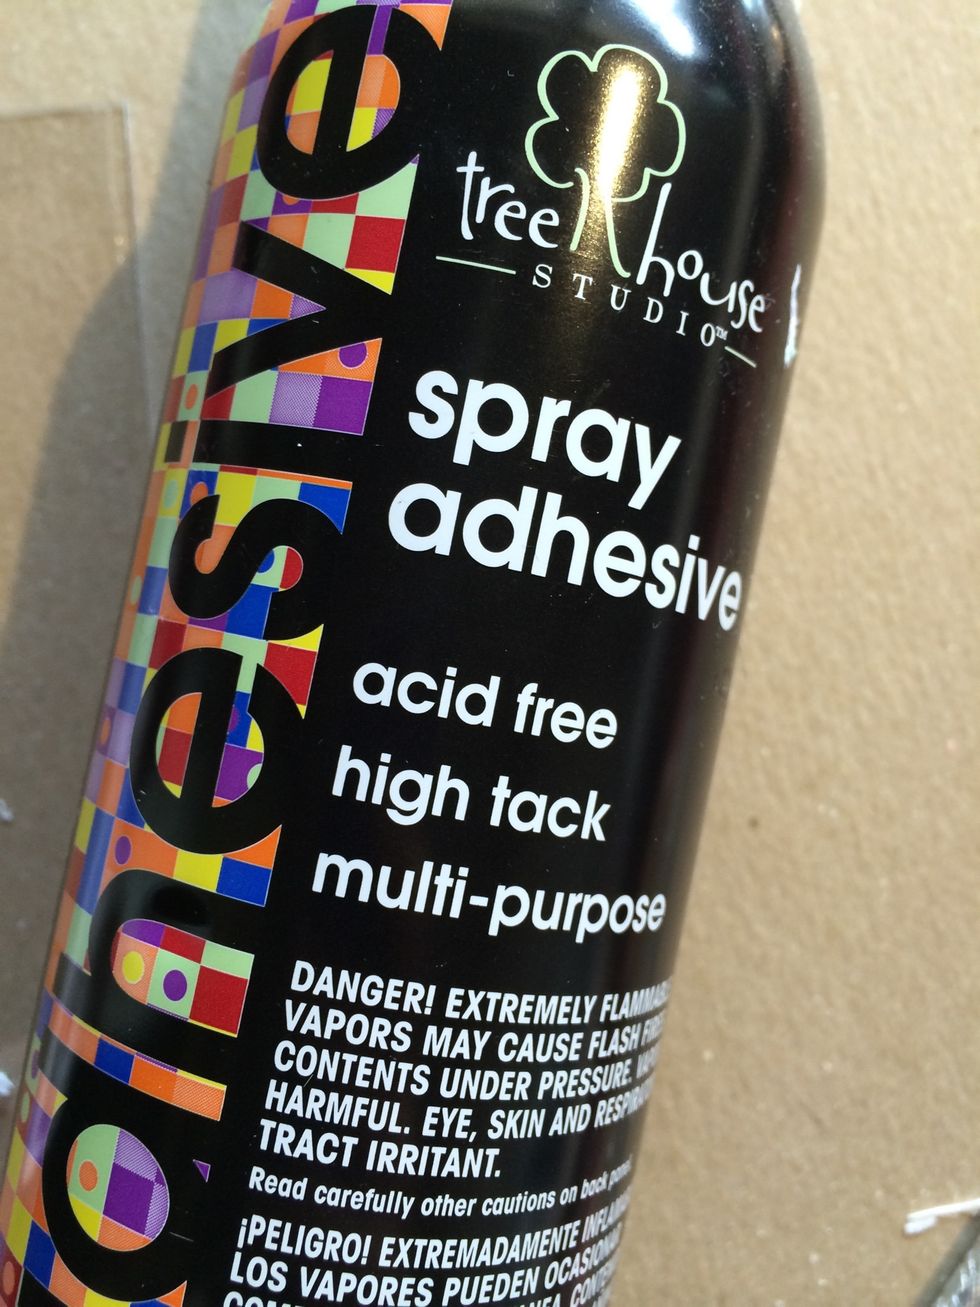 adhesive
tree house
STUDIO™
spray
adhesive
acid free
high tack
multi-purpose
DANGER! EXTREMELY
VAPORS MAY CAUSE FLASH
CONTENTS UNDER PRESSURE.
HARMFUL. EYE, SKIN AND
TRACT IRRITANT.
Read carefully other cautions on back
¡PELIGRO! EXTREMADAMENTE
LOS VAPORES PUEDEN